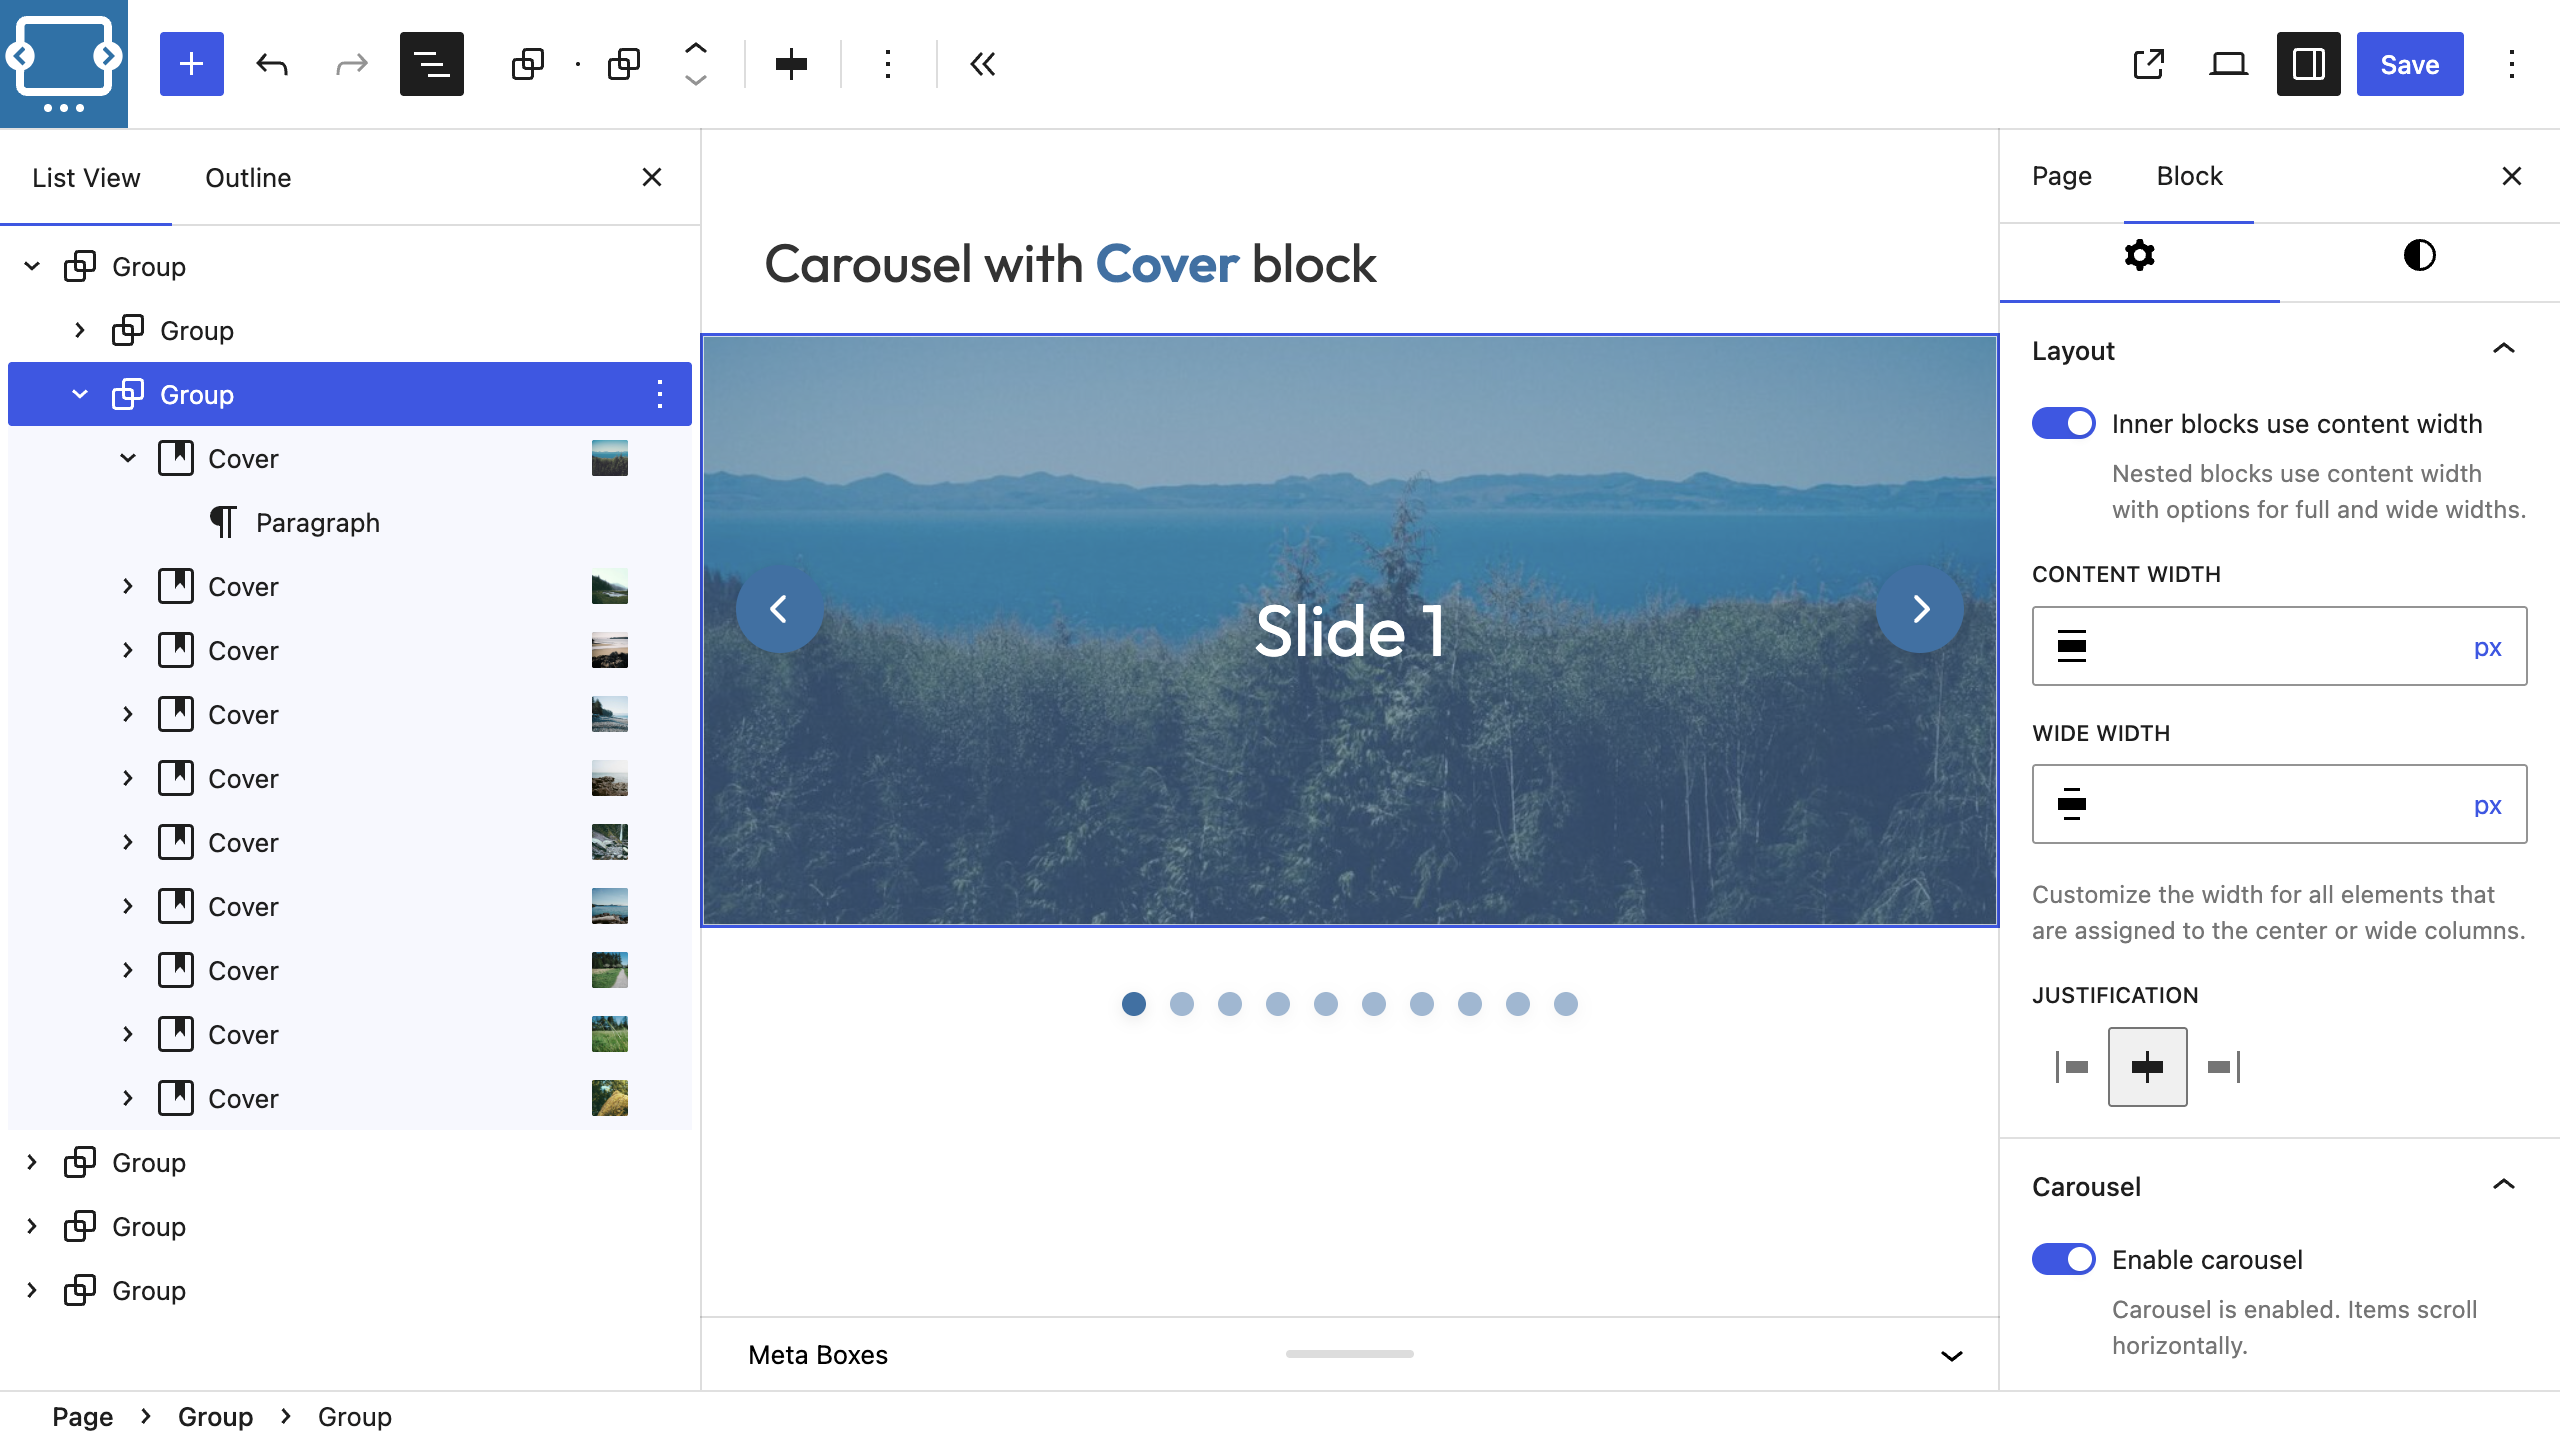 Save
List View
Outline
Group
Group
Group
Cover
Paragraph
Cover
Cover
Cover
Cover
Cover
Cover
Cover
Cover
Cover
Group
Group
Group
Carousel with Cover block
Slide 1
Meta Boxes
Page
Block
Layout
Inner blocks use content width
Nested blocks use content width
with options for full and wide widths.
CONTENT WIDTH
px
WIDE WIDTH
px
Customize the width for all elements that
are assigned to the center or wide columns.
JUSTIFICATION
Carousel
Enable carousel
Carousel is enabled. Items scroll
horizontally.
Page > Group > Group